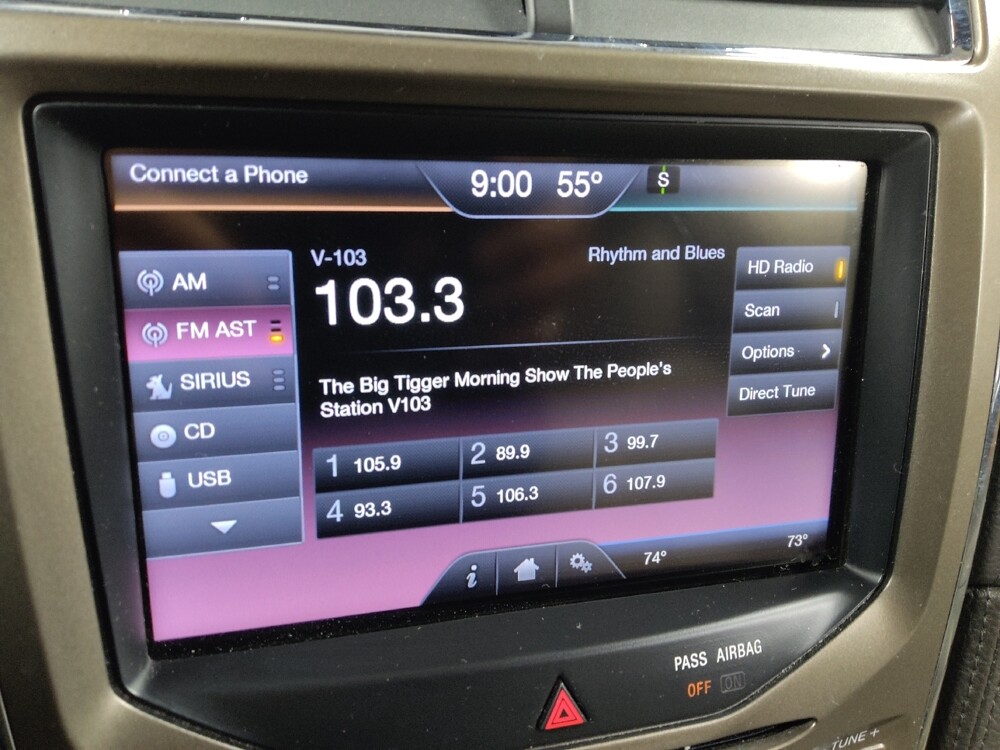 Connect a Phone
9:00 55° S
AM
FM AST
SIRIUS
CD
USB
V-103
Rhythm and Blues
103.3
The Big Tigger Morning Show The People's
Station V103
1 105.9
2 89.9
3 99.7
4 93.3
5 106.3
6 107.9
HD Radio
Scan
Options
Direct Tune
i
74°
73°
PASS AIRBAG
OFF ON
TUNE +